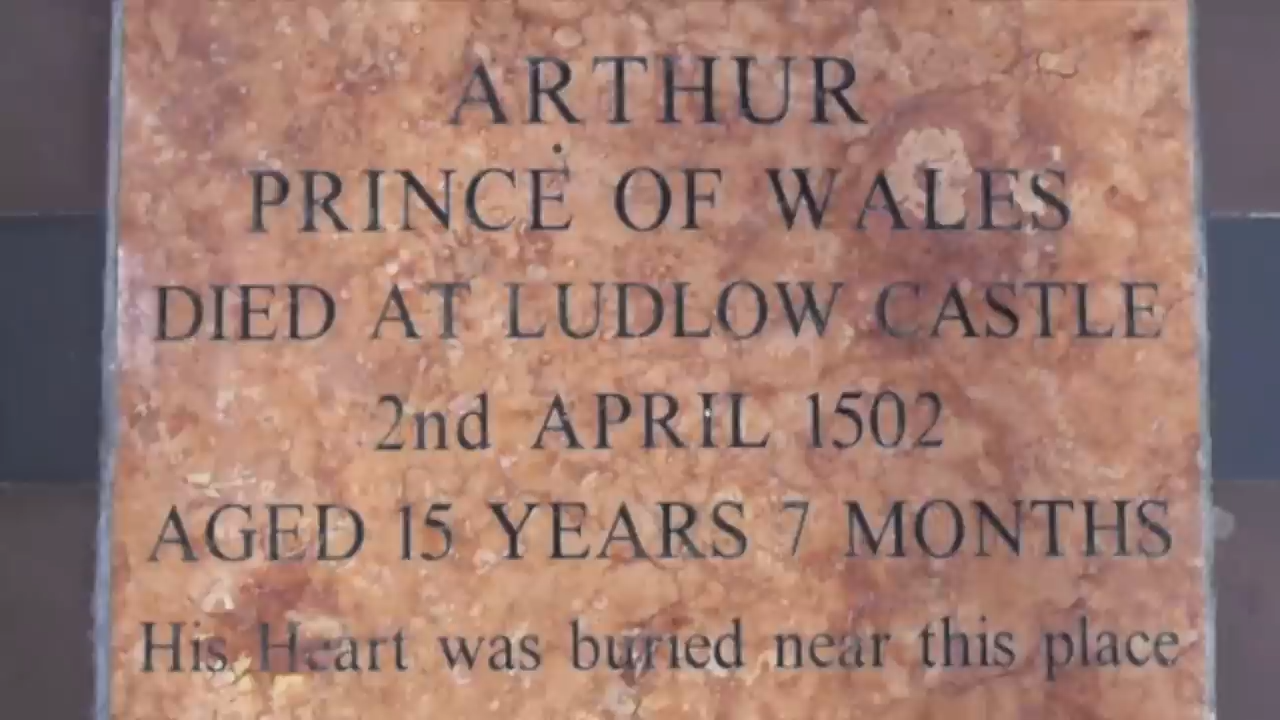 ARTHUR
PRINCE OF WALES
DIED AT LUDLOW CASTLE
2nd APRIL 1502
AGED 15 YEARS 7 MONTHS
His Heart was buried near this place